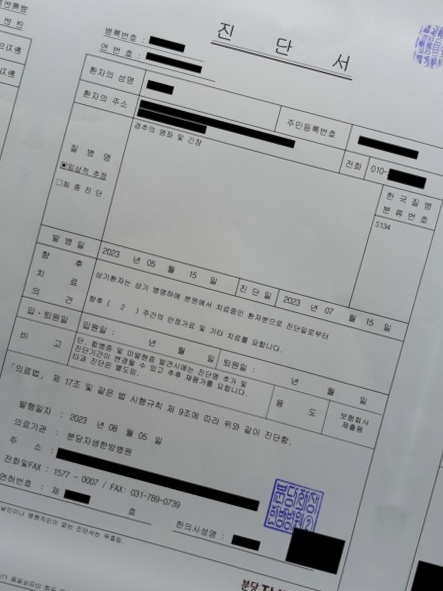 진 단 서
병록번호 :
연 번 호 :
환자의 성명
주민등록번호
환자의 주소
전화 010-
질 병 명
▣임상적 추정
□최 종 진 단
경추의 염좌 및 긴장
한 국 질 병
분 류 번 호
S134
발 병 일 2023 년 05 월 15 일 진 단 일 2023 년 07 월 15 일
향 후
치 료
의 견
상기환자는 상기 병명하에 본원에서 치료중인 환자분으로 진단일로부터
향후 ( 2 ) 주간의 안정가료 및 기타 치료를 요합니다.
입 · 퇴원일 입원일 : 년 월 일 퇴원일 : 년 월 일
비 고
단, 합병증 및 미발현증 발견시에는 진단명 추가 및
진단기간이 변경될 수 있고 추후 재평가를 요합니다.
타과 진단은 별도임.
용 도
보험회사
제출용
「의료법」 제 17조 및 같은 법 시행규칙 제 9조에 따라 위와 같이 진단함.
발행일자 : 2023 년 08 월 05 일
의료기관 : 분당자생한방병원
주 소 :
전화및FAX : 1577 - 0007 / FAX: 031-789-0739
면허번호 : 제 호
한의사성명 :
분당